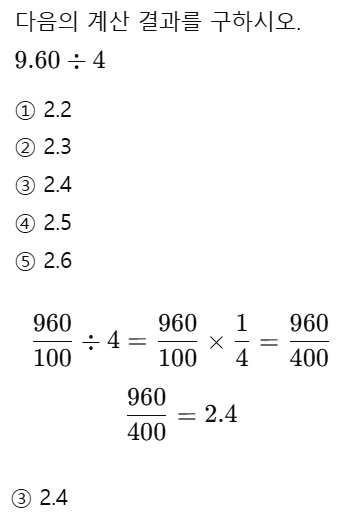 다음의 계산 결과를 구하시오.
9.60 ÷ 4
① 2.2
② 2.3
③ 2.4
④ 2.5
⑤ 2.6
960/100 ÷ 4 = 960/100 × 1/4 = 960/400
960/400 = 2.4
③ 2.4